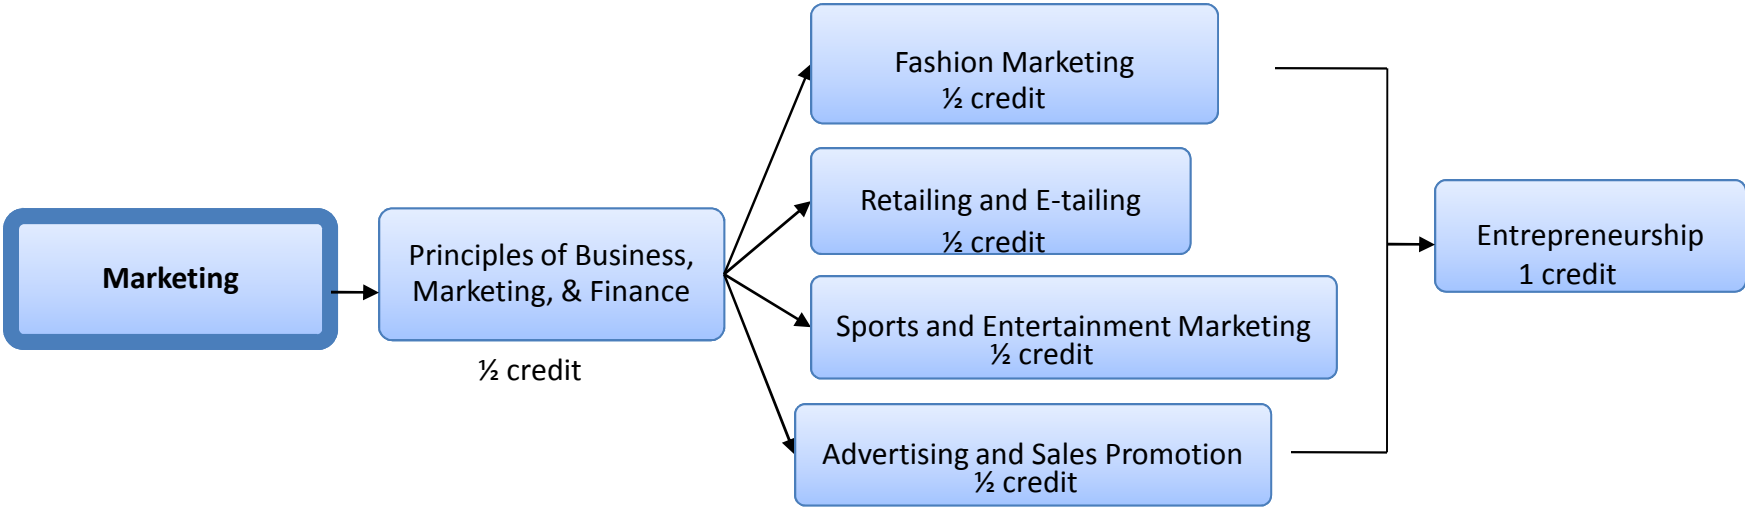 Marketing
Principles of Business,
Marketing, & Finance
½ credit
Fashion Marketing
½ credit
Retailing and E-tailing
½ credit
Sports and Entertainment Marketing
½ credit
Advertising and Sales Promotion
½ credit
Entrepreneurship
1 credit